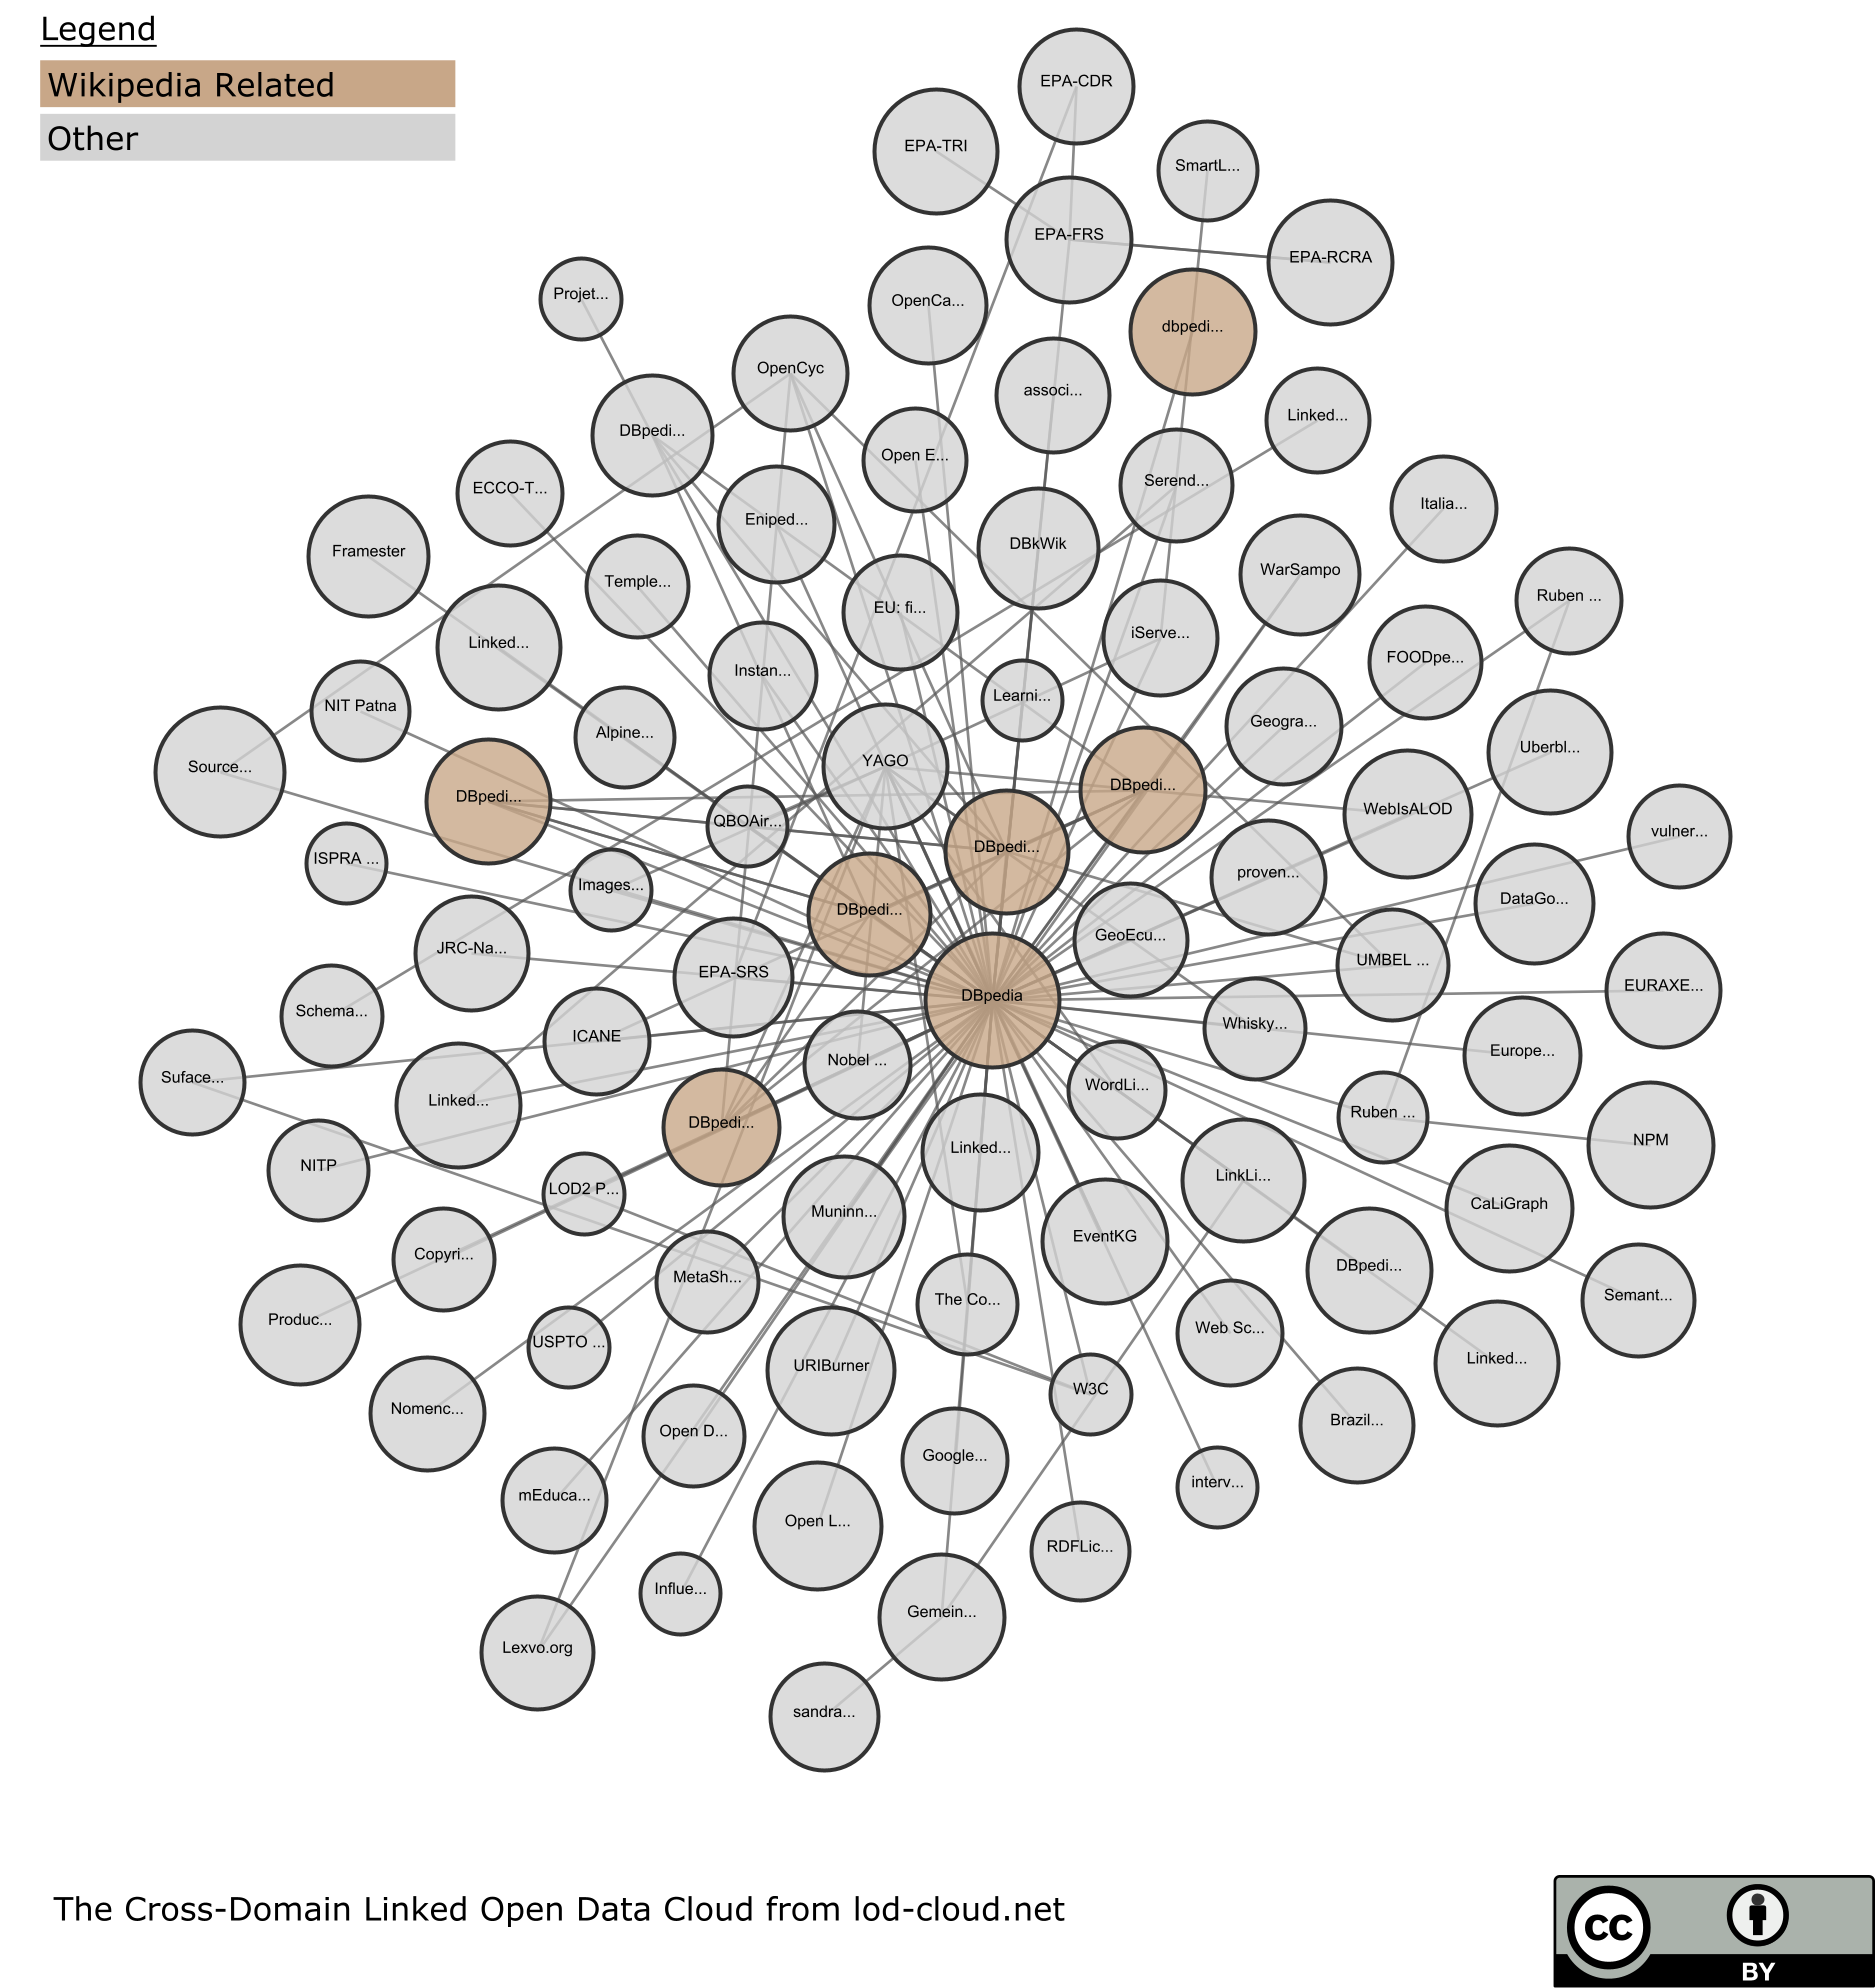 Legend
Wikipedia Related
Other
EPA-CDR
EPA-TRI
SmartL...
EPA-FRS
EPA-RCRA
Projet...
OpenCa...
dbpedi...
OpenCyc
associ...
Linked...
DBpedi...
Open E...
Serend...
ECCO-T...
Italia...
Eniped...
DBkWik
Framester
WarSampo
Temple...
Ruben ...
EU: fi...
iServe...
Linked...
FOODpe...
Instan...
Learni...
NIT Patna
Geogra...
Alpine...
Uberbl...
Source...
YAGO
DBpedi...
DBpedi...
WebIsALOD
QBOAir...
vulner...
DBpedi...
ISPRA ...
proven...
Images...
DataGo...
DBpedi...
GeoEcu...
JRC-Na...
EPA-SRS
UMBEL ...
DBpedia
EURAXE...
Schema...
Whisky...
ICANE
Europe...
Nobel ...
Suface...
WordLi...
Linked...
Ruben ...
DBpedi...
NPM
Linked...
NITP
LinkLi...
LOD2 P...
CaLiGraph
Muninn...
EventKG
Copyri...
DBpedi...
MetaSh...
Semant...
The Co...
Produc...
Web Sc...
USPTO ...
Linked...
URIBurner
W3C
Nomenc...
Brazil...
Open D...
Google...
interv...
mEduca...
Open L...
RDFLic...
Influe...
Gemein...
Lexvo.org
sandra...
The Cross-Domain Linked Open Data Cloud from lod-cloud.net
cc
BY